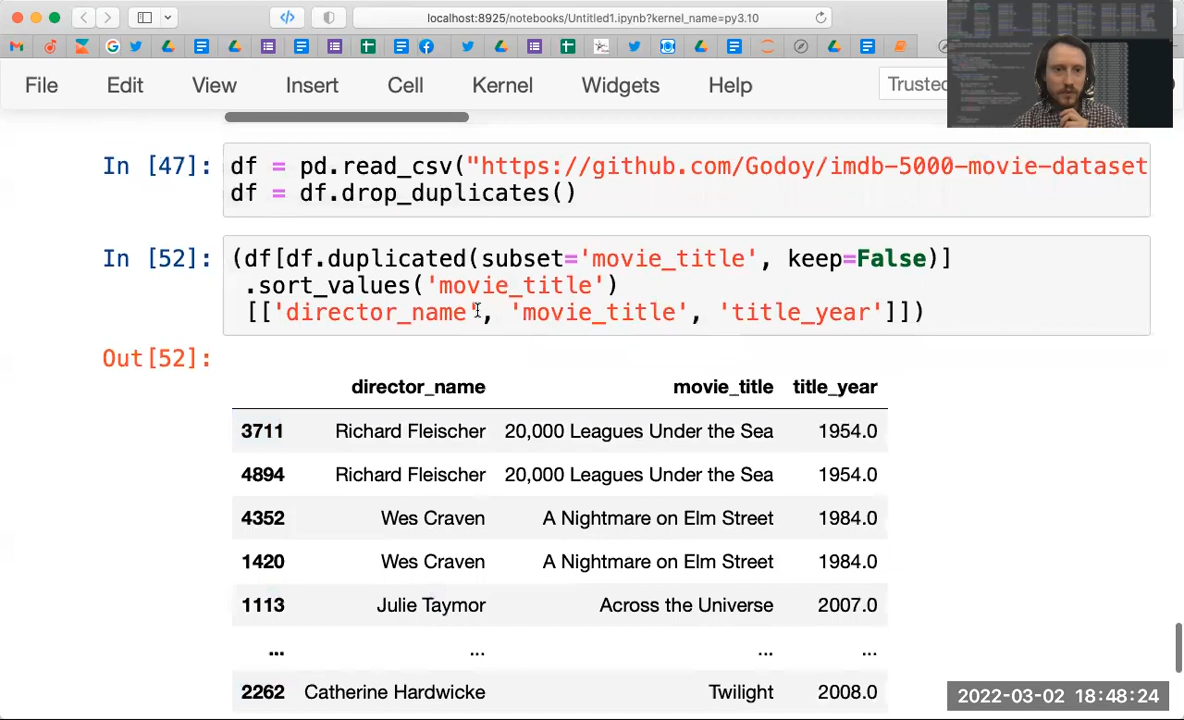 localhost:8925/notebooks/Untitled1.ipynb?kernel_name=py3.10
File Edit View Insert Cell Kernel Widgets Help Trusted
In [47]: df = pd.read_csv("https://github.com/Godoy/imdb-5000-movie-dataset
df = df.drop_duplicates()
In [52]: (df[df.duplicated(subset='movie_title', keep=False)]
.sort_values('movie_title')
[['director_name', 'movie_title', 'title_year']])
Out[52]:
director_name movie_title title_year
3711 Richard Fleischer 20,000 Leagues Under the Sea 1954.0
4894 Richard Fleischer 20,000 Leagues Under the Sea 1954.0
4352 Wes Craven A Nightmare on Elm Street 1984.0
1420 Wes Craven A Nightmare on Elm Street 1984.0
1113 Julie Taymor Across the Universe 2007.0
... ... ... ...
2262 Catherine Hardwicke Twilight 2008.0
2022-03-02 18:48:24